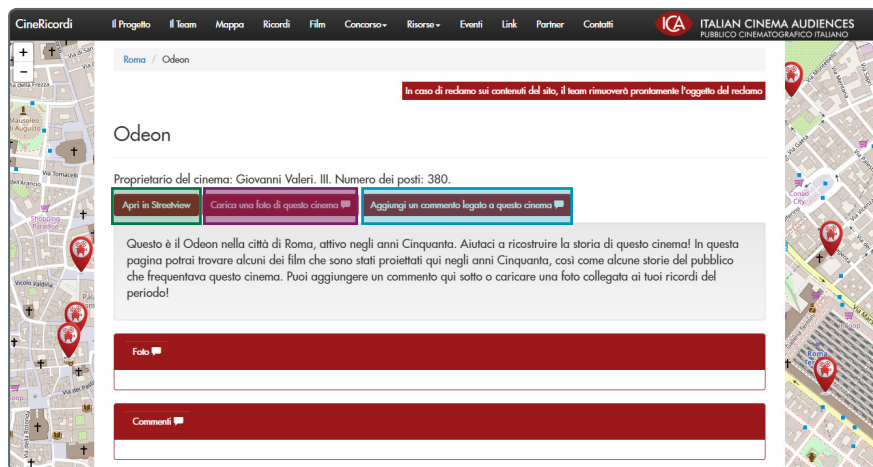 CineRicordi
Il Progetto
Il Team
Mappa
Ricordi
Film
Concorso
Risorse
Eventi
Link
Partner
Contatti
ICA
ITALIAN CINEMA AUDIENCES
PUBBLICO CINEMATOGRAFICO ITALIANO
Roma / Odeon
In caso di reclamo sui contenuti del sito, il team rimuoverà prontamente l'oggetto del reclamo
Odeon
Proprietario del cinema: Giovanni Valeri. III. Numero dei posti: 380.
Apri in Streetview
Carica una foto di questo cinema
Aggiungi un commento legato a questo cinema
Questo è il Odeon nella città di Roma, attivo negli anni Cinquanta. Aiutaci a ricostruire la storia di questo cinema! In questa
pagina potrai trovare alcuni dei film che sono stati proiettati qui negli anni Cinquanta, così come alcune storie del pubblico
che frequentava questo cinema. Puoi aggiungere un commento qui sotto o caricare una foto collegata ai tuoi ricordi del
periodo!
Foto
Commenti
+
−
Via Tomacelli
Shopping
Paradise
Vicolo Valdina
Conad
City
Roma